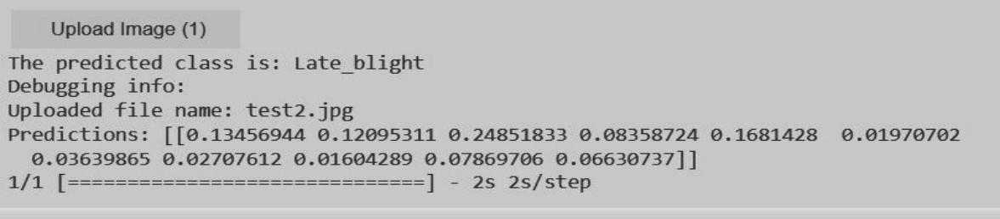 Upload Image (1)
The predicted class is: Late_blight
Debugging info:
Uploaded file name: test2.jpg
Predictions: [[0.13456944 0.12095311 0.24851833 0.08358724 0.1681428  0.01970702
  0.03639865 0.02707612 0.01604289 0.07869706 0.06630737]]
1/1 [==============================] - 2s 2s/step